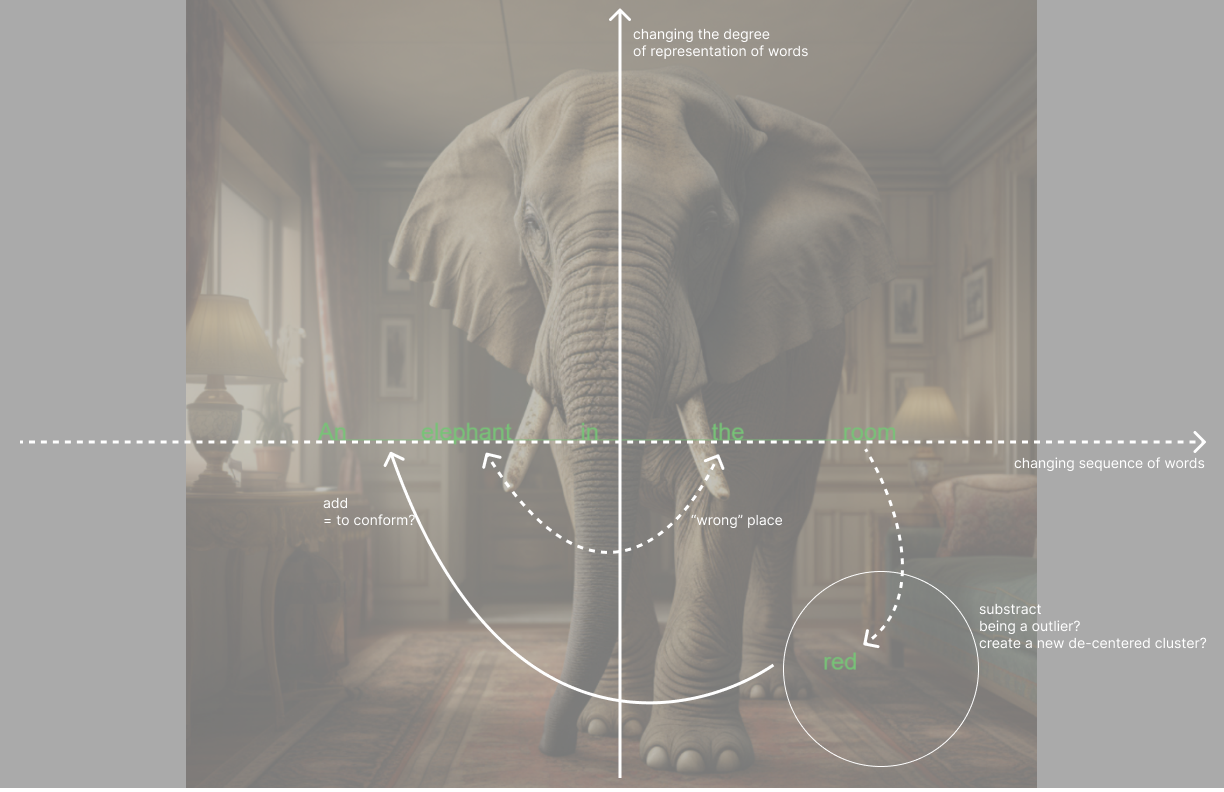 changing the degree
of representation of words
An elephant in the room
changing sequence of words
add
= to conform?
"wrong" place
substract
being a outlier?
create a new de-centered cluster?
red